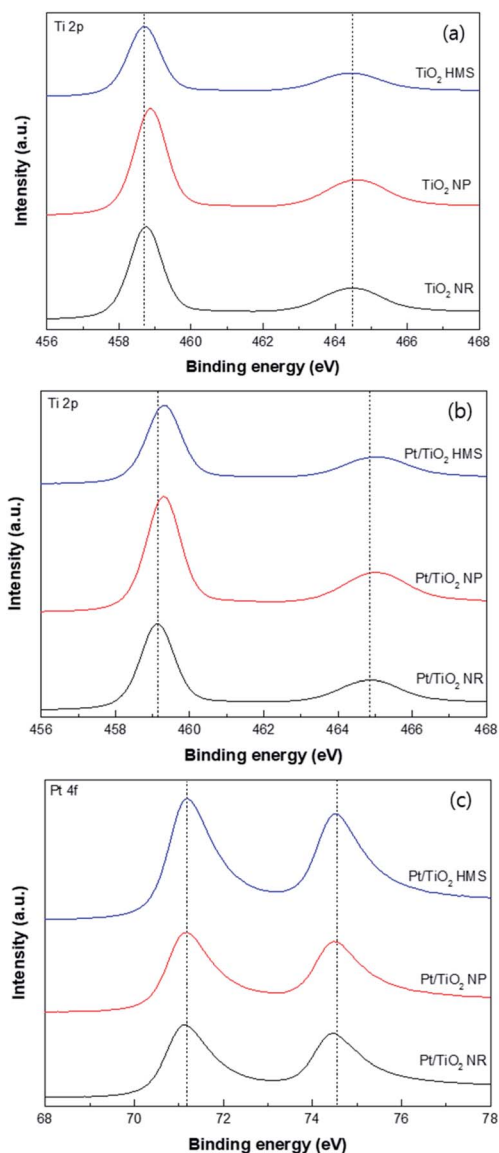 Ti 2p
(a)
TiO₂ HMS
TiO₂ NP
TiO₂ NR
Intensity (a.u.)
456 458 460 462 464 466 468
Binding energy (eV)
Ti 2p
(b)
Pt/TiO₂ HMS
Pt/TiO₂ NP
Pt/TiO₂ NR
Intensity (a.u.)
456 458 460 462 464 466 468
Binding energy (eV)
Pt 4f
(c)
Pt/TiO₂ HMS
Pt/TiO₂ NP
Pt/TiO₂ NR
Intensity (a.u.)
68 70 72 74 76 78
Binding energy (eV)